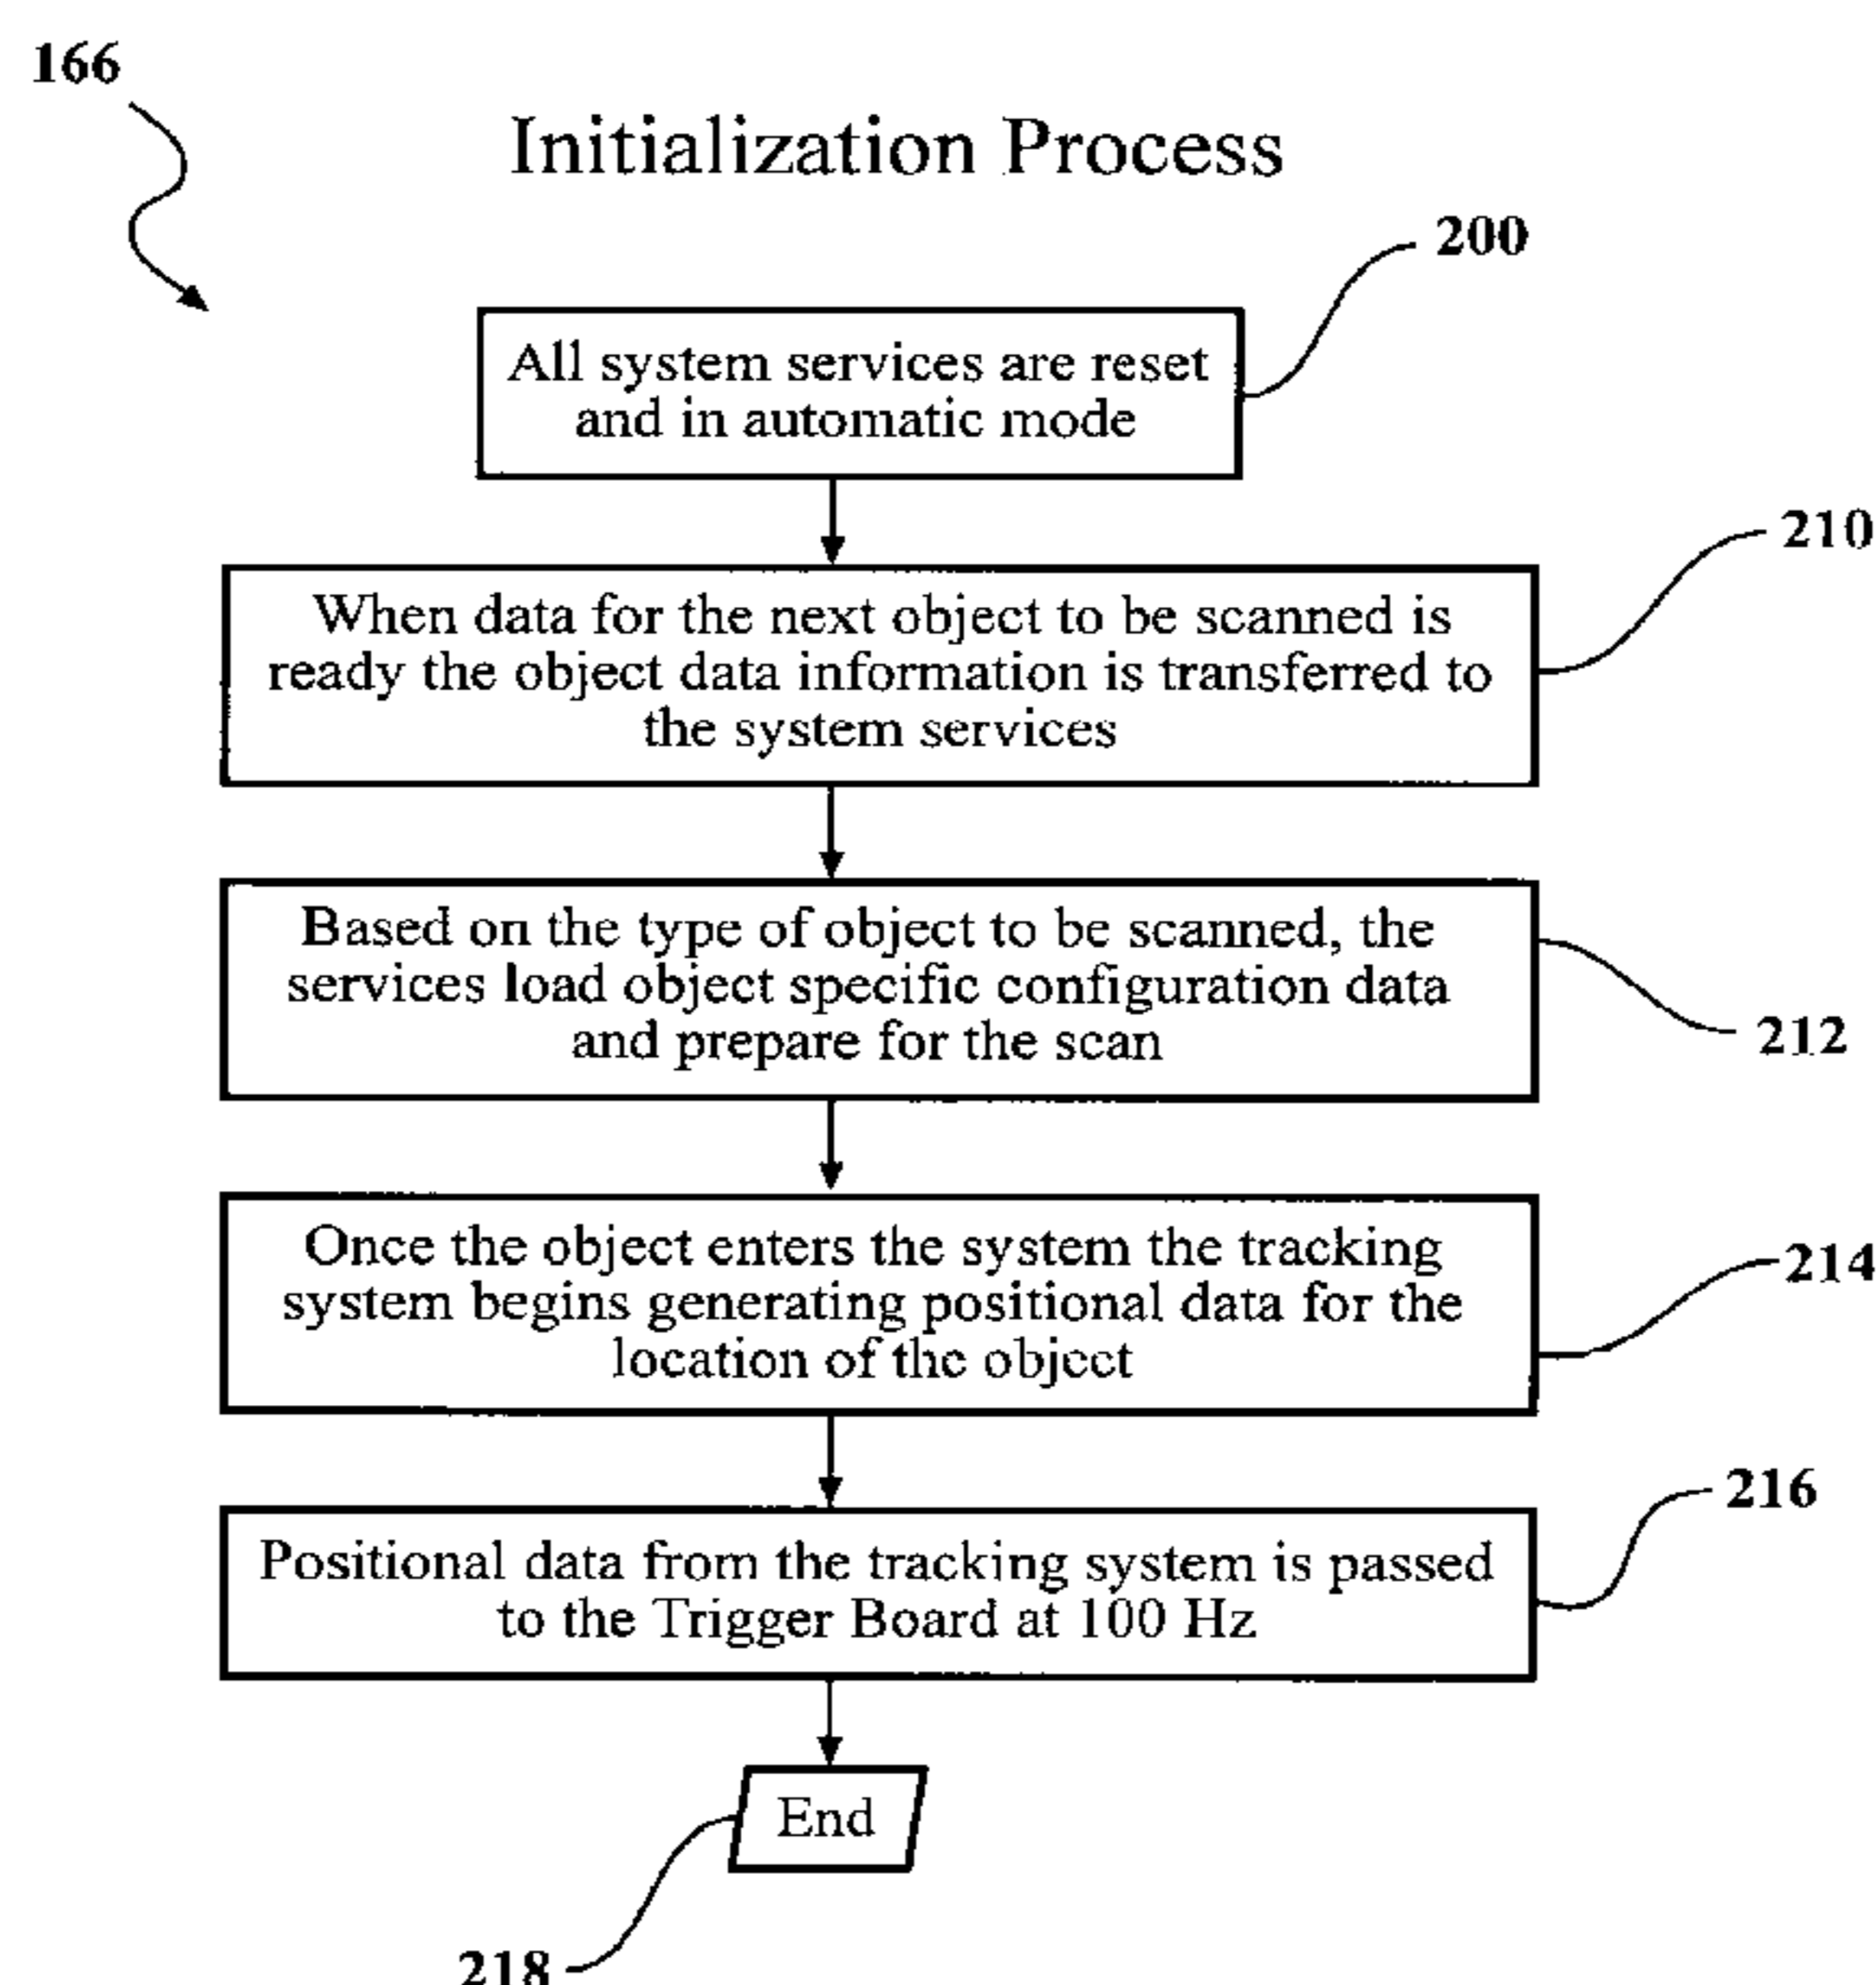 166
Initialization Process
200
All system services are reset
and in automatic mode
210
When data for the next object to be scanned is
ready the object data information is transferred to
the system services
Based on the type of object to be scanned, the
services load object specific configuration data
and prepare for the scan
212
Once the object enters the system the tracking
system begins generating positional data for the
location of the object
214
216
Positional data from the tracking system is passed
to the Trigger Board at 100 Hz
End
218